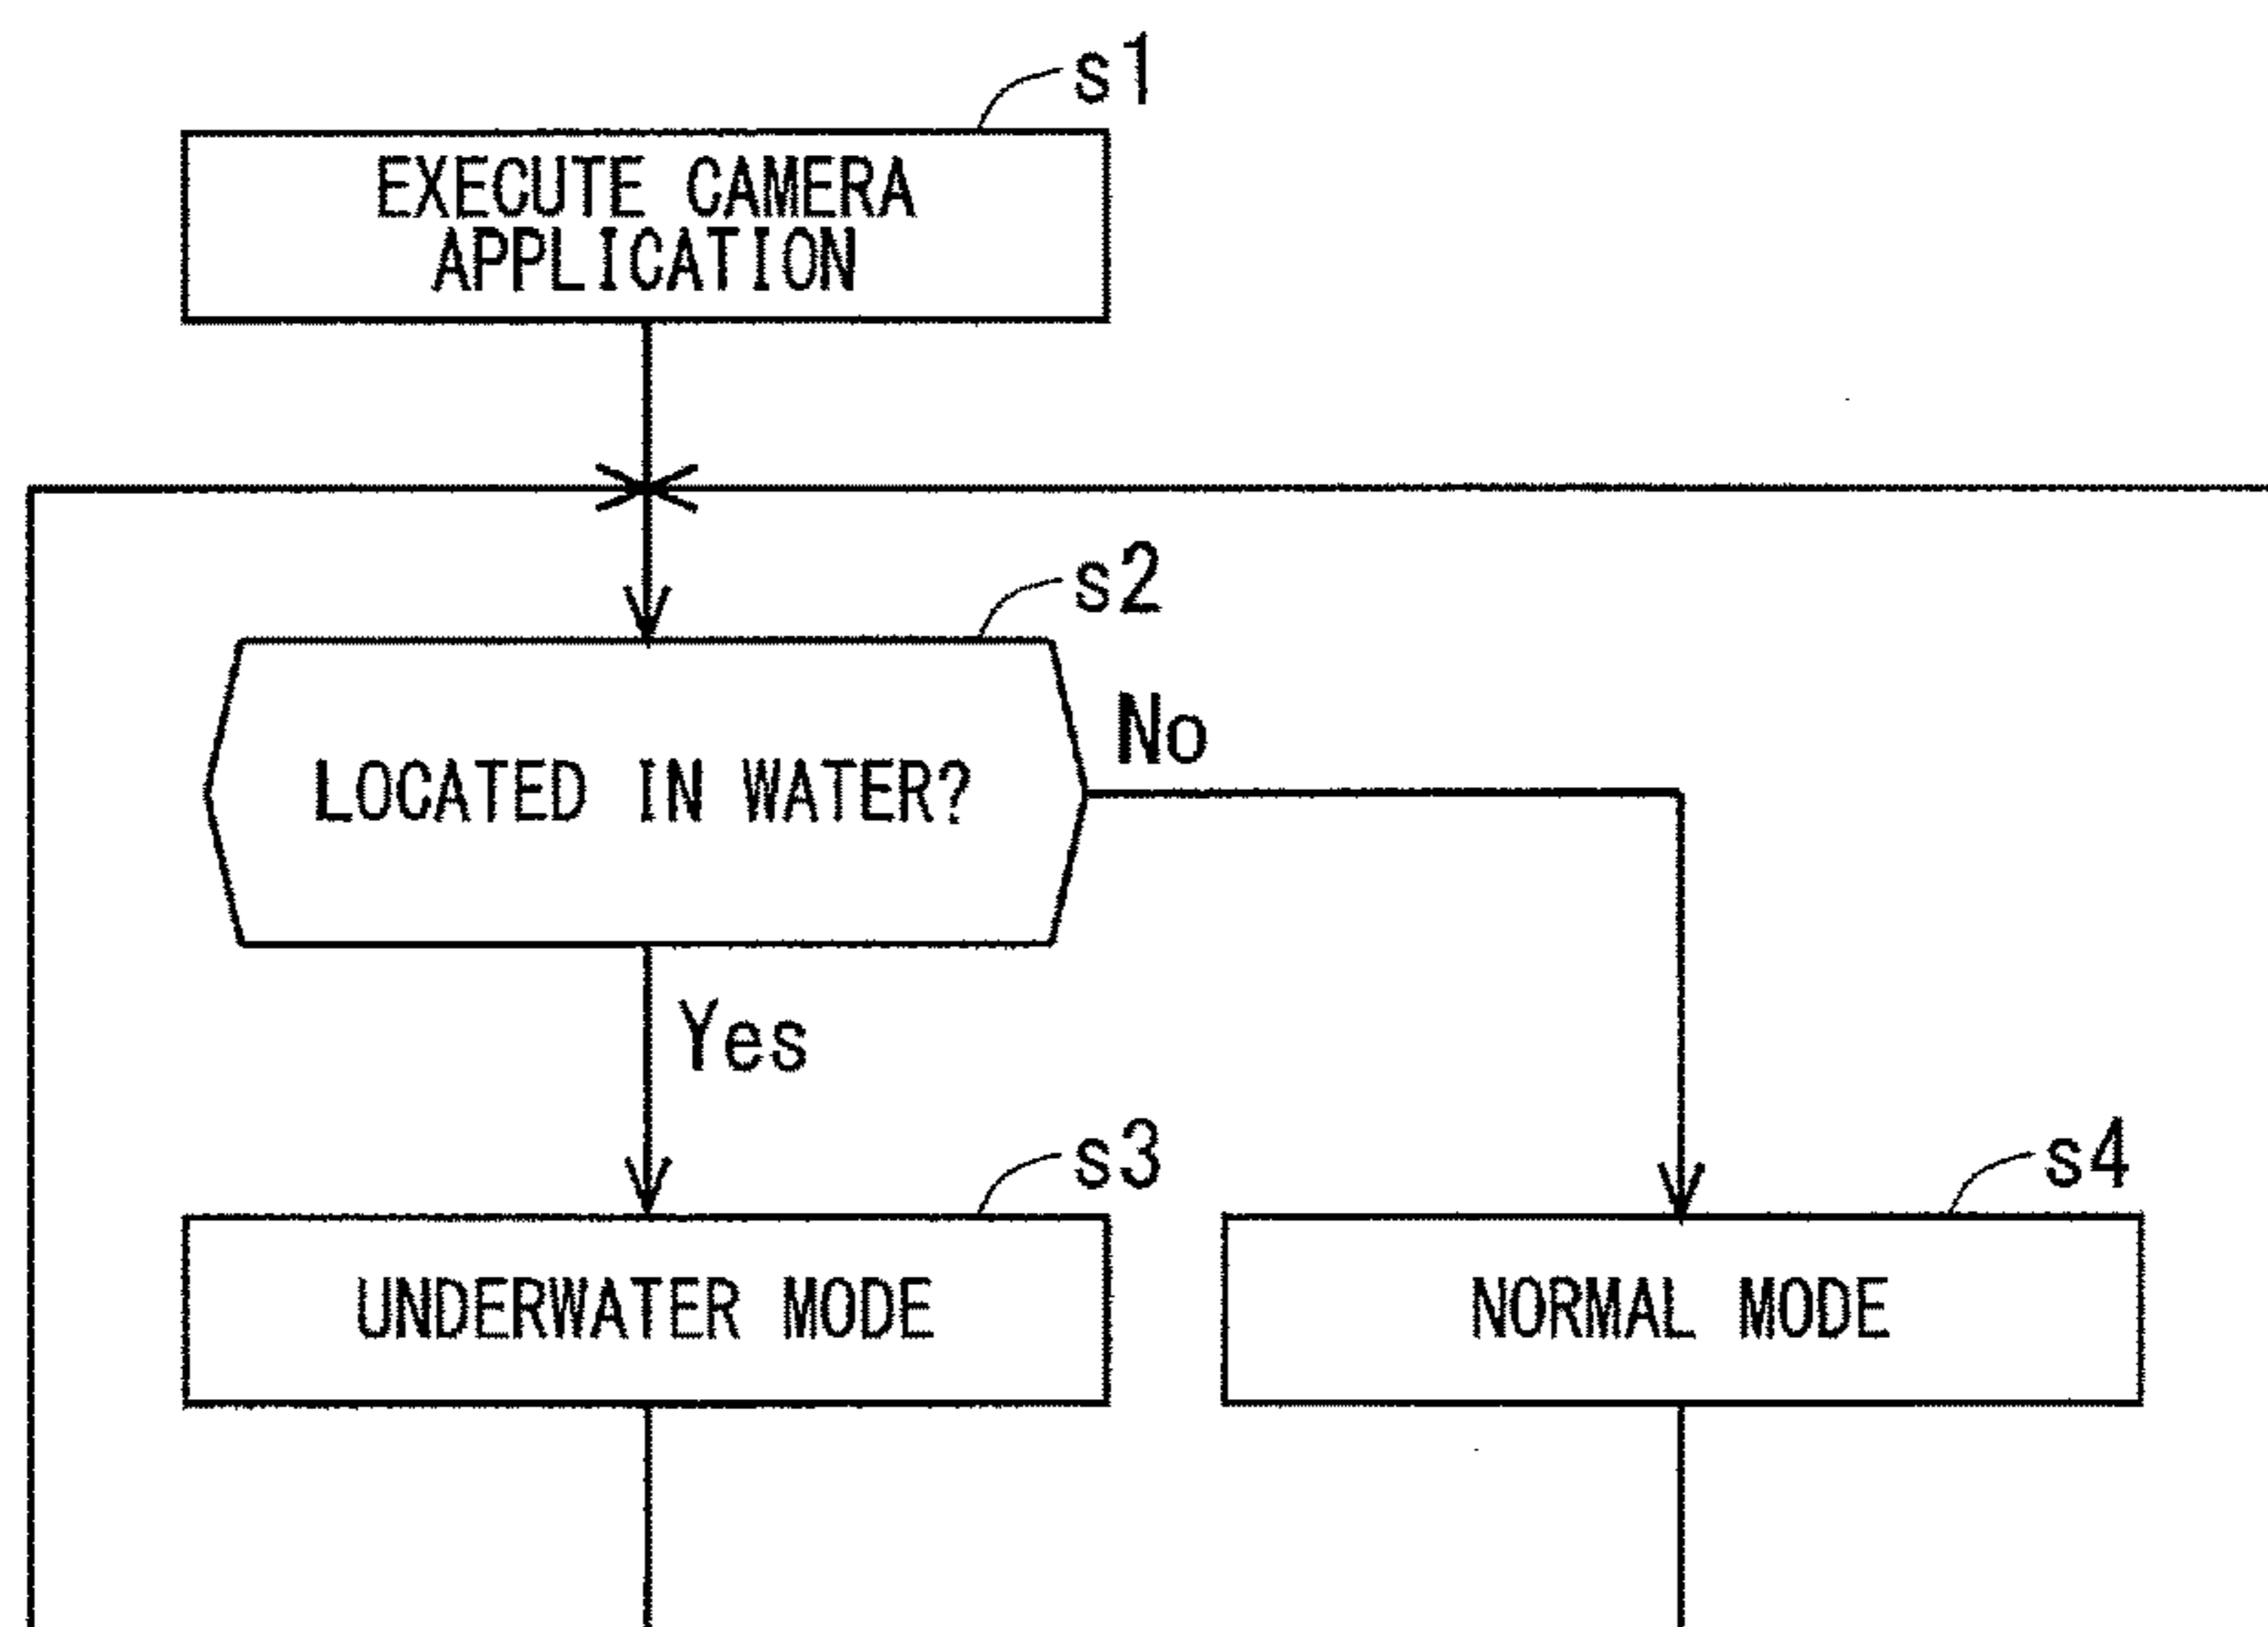 s1
EXECUTE CAMERA
APPLICATION
s2
LOCATED IN WATER?
No
Yes
s3
UNDERWATER MODE
s4
NORMAL MODE